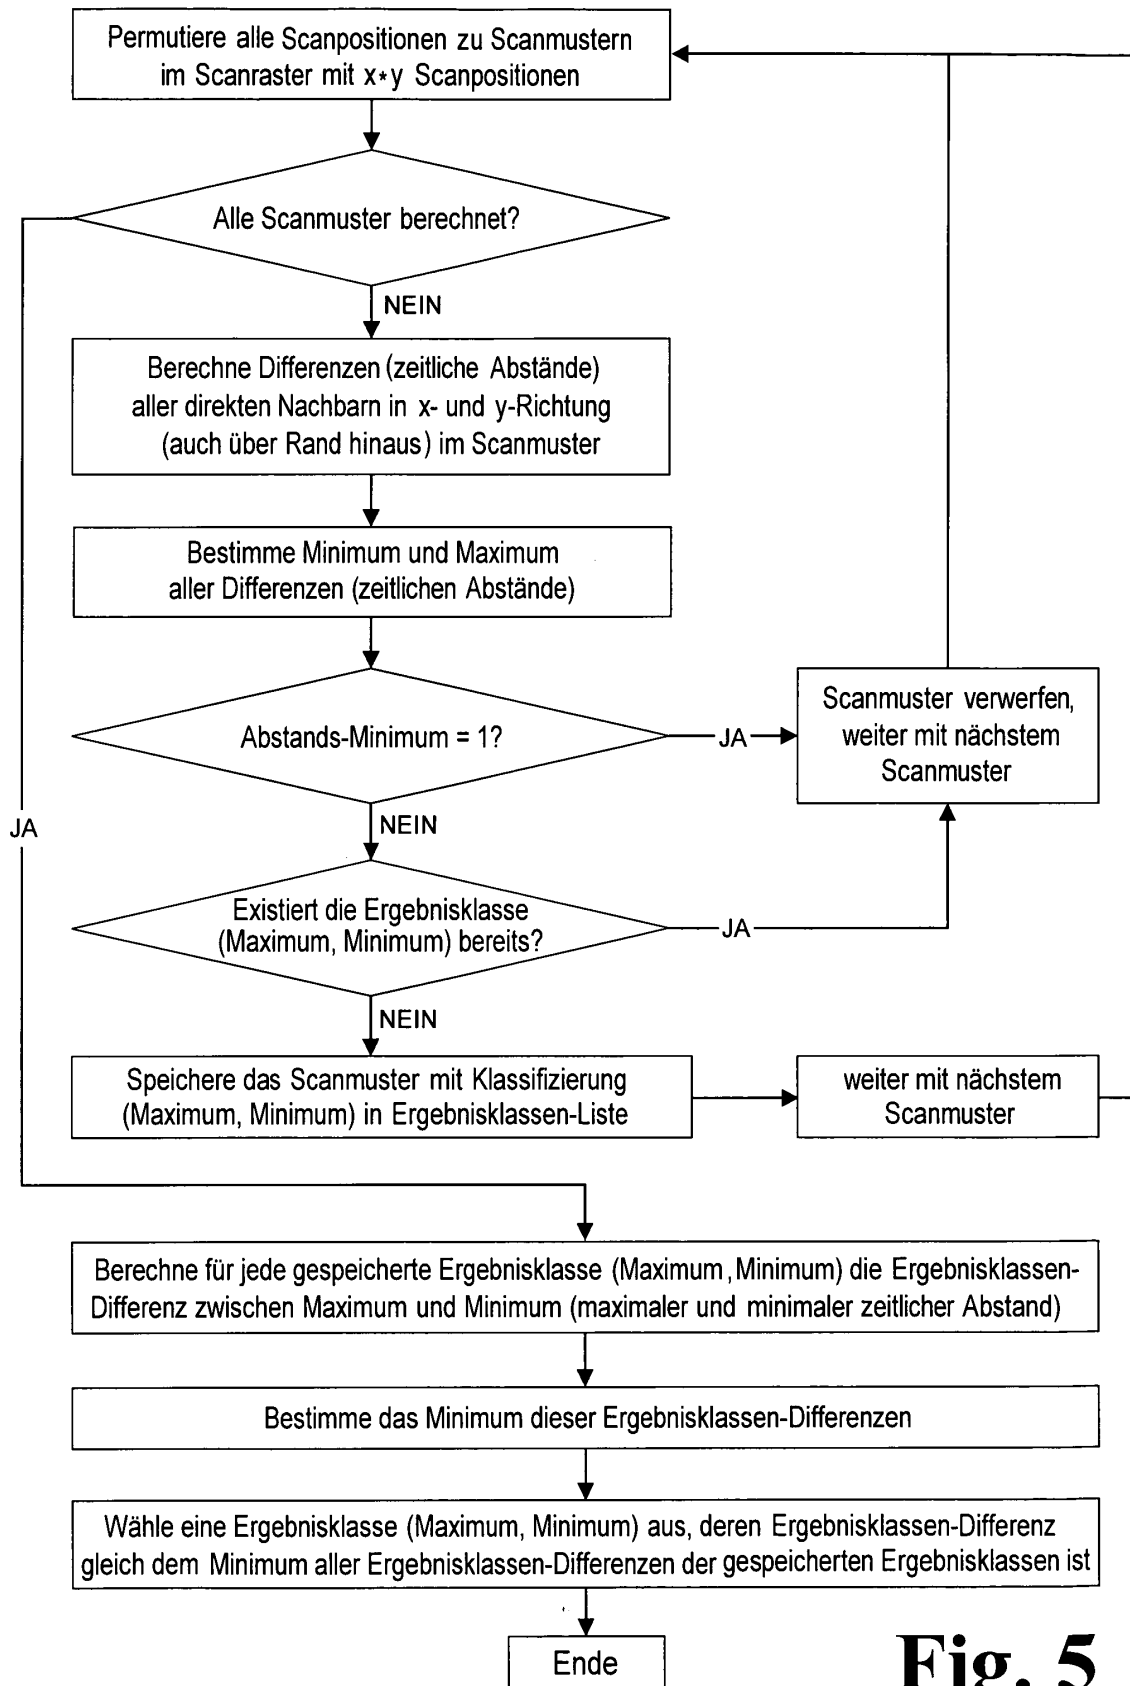 Permutiere alle Scanpositionen zu Scanmustern
im Scanraster mit x*y Scanpositionen
Alle Scanmuster berechnet?
NEIN
Berechne Differenzen (zeitliche Abstände)
aller direkten Nachbarn in x- und y-Richtung
(auch über Rand hinaus) im Scanmuster
Bestimme Minimum und Maximum
aller Differenzen (zeitlichen Abstände)
Abstands-Minimum = 1?
JA
Scanmuster verwerfen,
weiter mit nächstem
Scanmuster
JA
NEIN
Existiert die Ergebnisklasse
(Maximum, Minimum) bereits?
JA
NEIN
Speichere das Scanmuster mit Klassifizierung
(Maximum, Minimum) in Ergebnisklassen-Liste
weiter mit nächstem
Scanmuster
Berechne für jede gespeicherte Ergebnisklasse (Maximum, Minimum) die Ergebnisklassen-
Differenz zwischen Maximum und Minimum (maximaler und minimaler zeitlicher Abstand)
Bestimme das Minimum dieser Ergebnisklassen-Differenzen
Wähle eine Ergebnisklasse (Maximum, Minimum) aus, deren Ergebnisklassen-Differenz
gleich dem Minimum aller Ergebnisklassen-Differenzen der gespeicherten Ergebnisklassen ist
Ende
Fig. 5